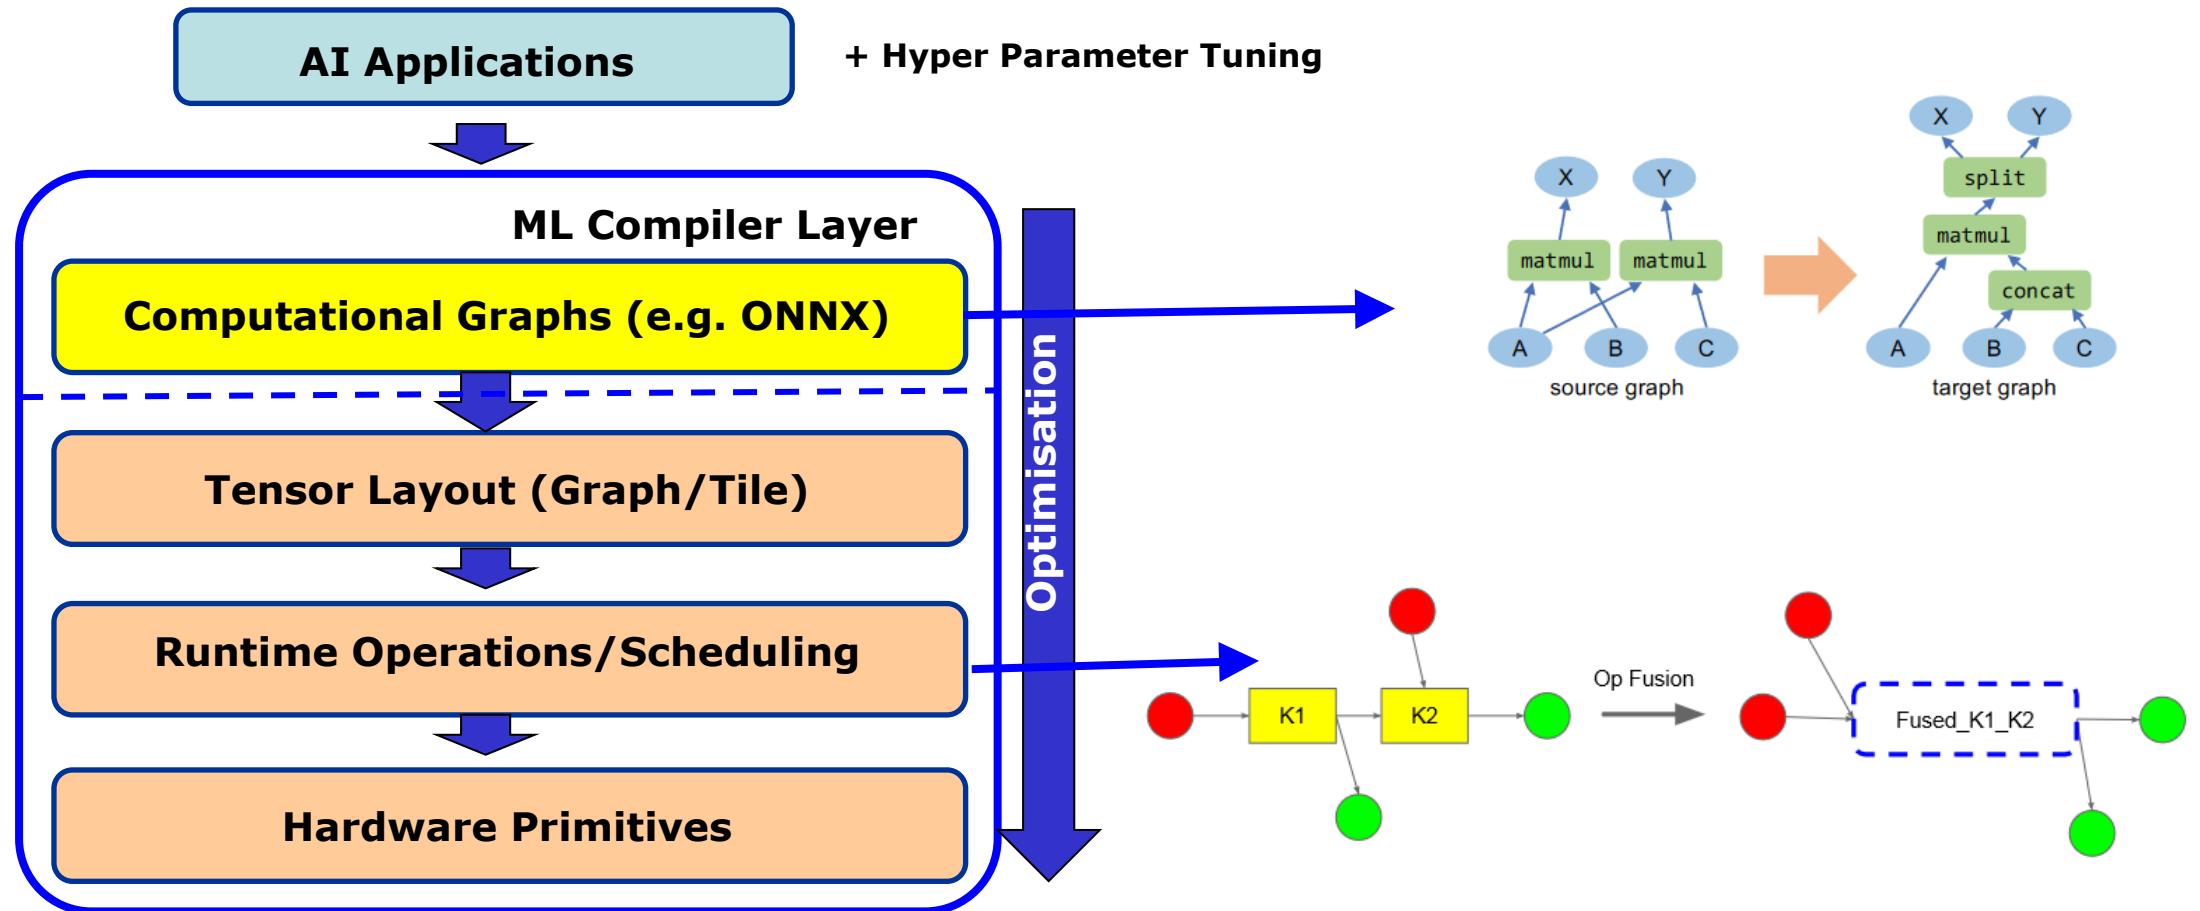 AI Applications
+ Hyper Parameter Tuning
ML Compiler Layer
Computational Graphs (e.g. ONNX)
Tensor Layout (Graph/Tile)
Runtime Operations/Scheduling
Hardware Primitives
Optimisation
X Y
matmul matmul
A B C
source graph
X Y
split
matmul
concat
A B C
target graph
K1 K2
Op Fusion
Fused_K1_K2